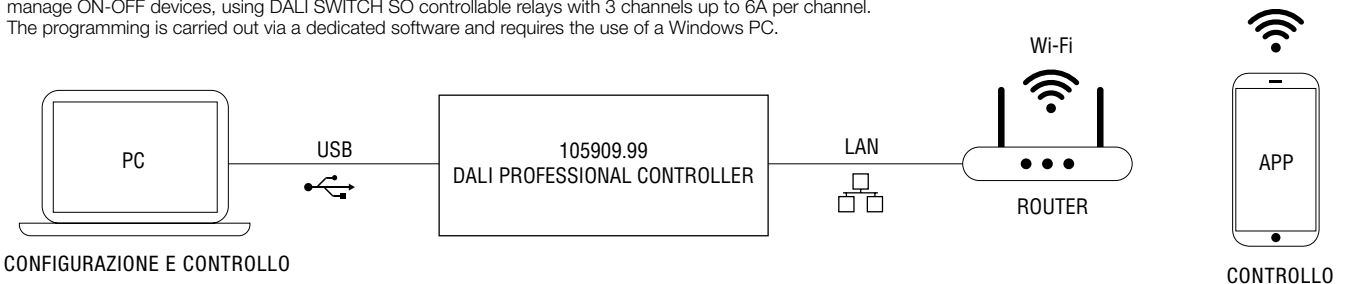 manage ON-OFF devices, using DALI SWITCH SO controllable relays with 3 channels up to 6A per channel.
The programming is carried out via a dedicated software and requires the use of a Windows PC.
Wi-Fi
PC
USB
105909.99
DALI PROFESSIONAL CONTROLLER
LAN
ROUTER
APP
CONFIGURAZIONE E CONTROLLO
CONTROLLO